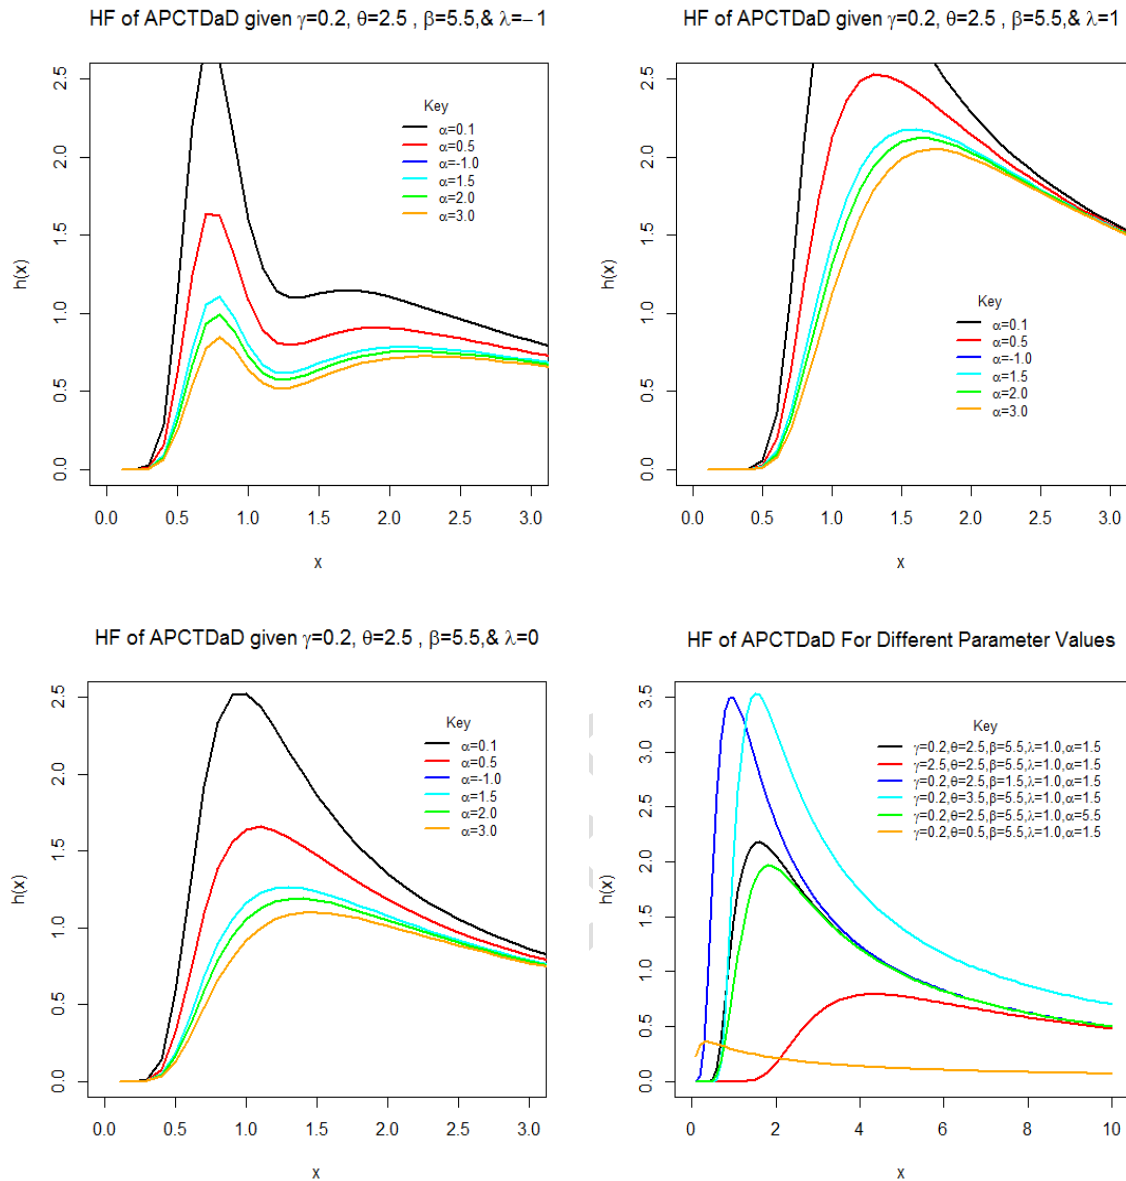 HF of APCTDaD given γ=0.2, θ=2.5 , β=5.5,& λ=−1
h(x)
2.5
2.0
1.5
1.0
0.5
0.0
Key
α=0.1
α=0.5
α=-1.0
α=1.5
α=2.0
α=3.0
0.0 0.5 1.0 1.5 2.0 2.5 3.0
x
HF of APCTDaD given γ=0.2, θ=2.5 , β=5.5,& λ=1
h(x)
2.5
2.0
1.5
1.0
0.5
0.0
Key
α=0.1
α=0.5
α=-1.0
α=1.5
α=2.0
α=3.0
0.0 0.5 1.0 1.5 2.0 2.5 3.0
x
HF of APCTDaD given γ=0.2, θ=2.5 , β=5.5,& λ=0
h(x)
2.5
2.0
1.5
1.0
0.5
0.0
Key
α=0.1
α=0.5
α=-1.0
α=1.5
α=2.0
α=3.0
0.0 0.5 1.0 1.5 2.0 2.5 3.0
x
HF of APCTDaD For Different Parameter Values
h(x)
3.5
3.0
2.5
2.0
1.5
1.0
0.5
0.0
Key
γ=0.2,θ=2.5,β=5.5,λ=1.0,α=1.5
γ=2.5,θ=2.5,β=5.5,λ=1.0,α=1.5
γ=0.2,θ=2.5,β=1.5,λ=1.0,α=1.5
γ=0.2,θ=3.5,β=5.5,λ=1.0,α=1.5
γ=0.2,θ=2.5,β=5.5,λ=1.0,α=5.5
γ=0.2,θ=0.5,β=5.5,λ=1.0,α=1.5
0 2 4 6 8 10
x